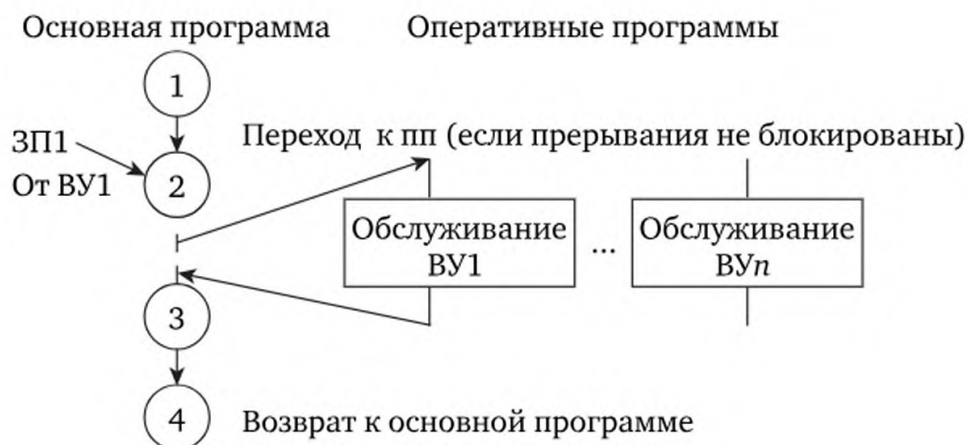 Основная программа
Оперативные программы
1
ЗП1
От ВУ1
Переход к пп (если прерывания не блокированы)
2
Обслуживание
ВУ1
...
Обслуживание
ВУn
3
4
Возврат к основной программе